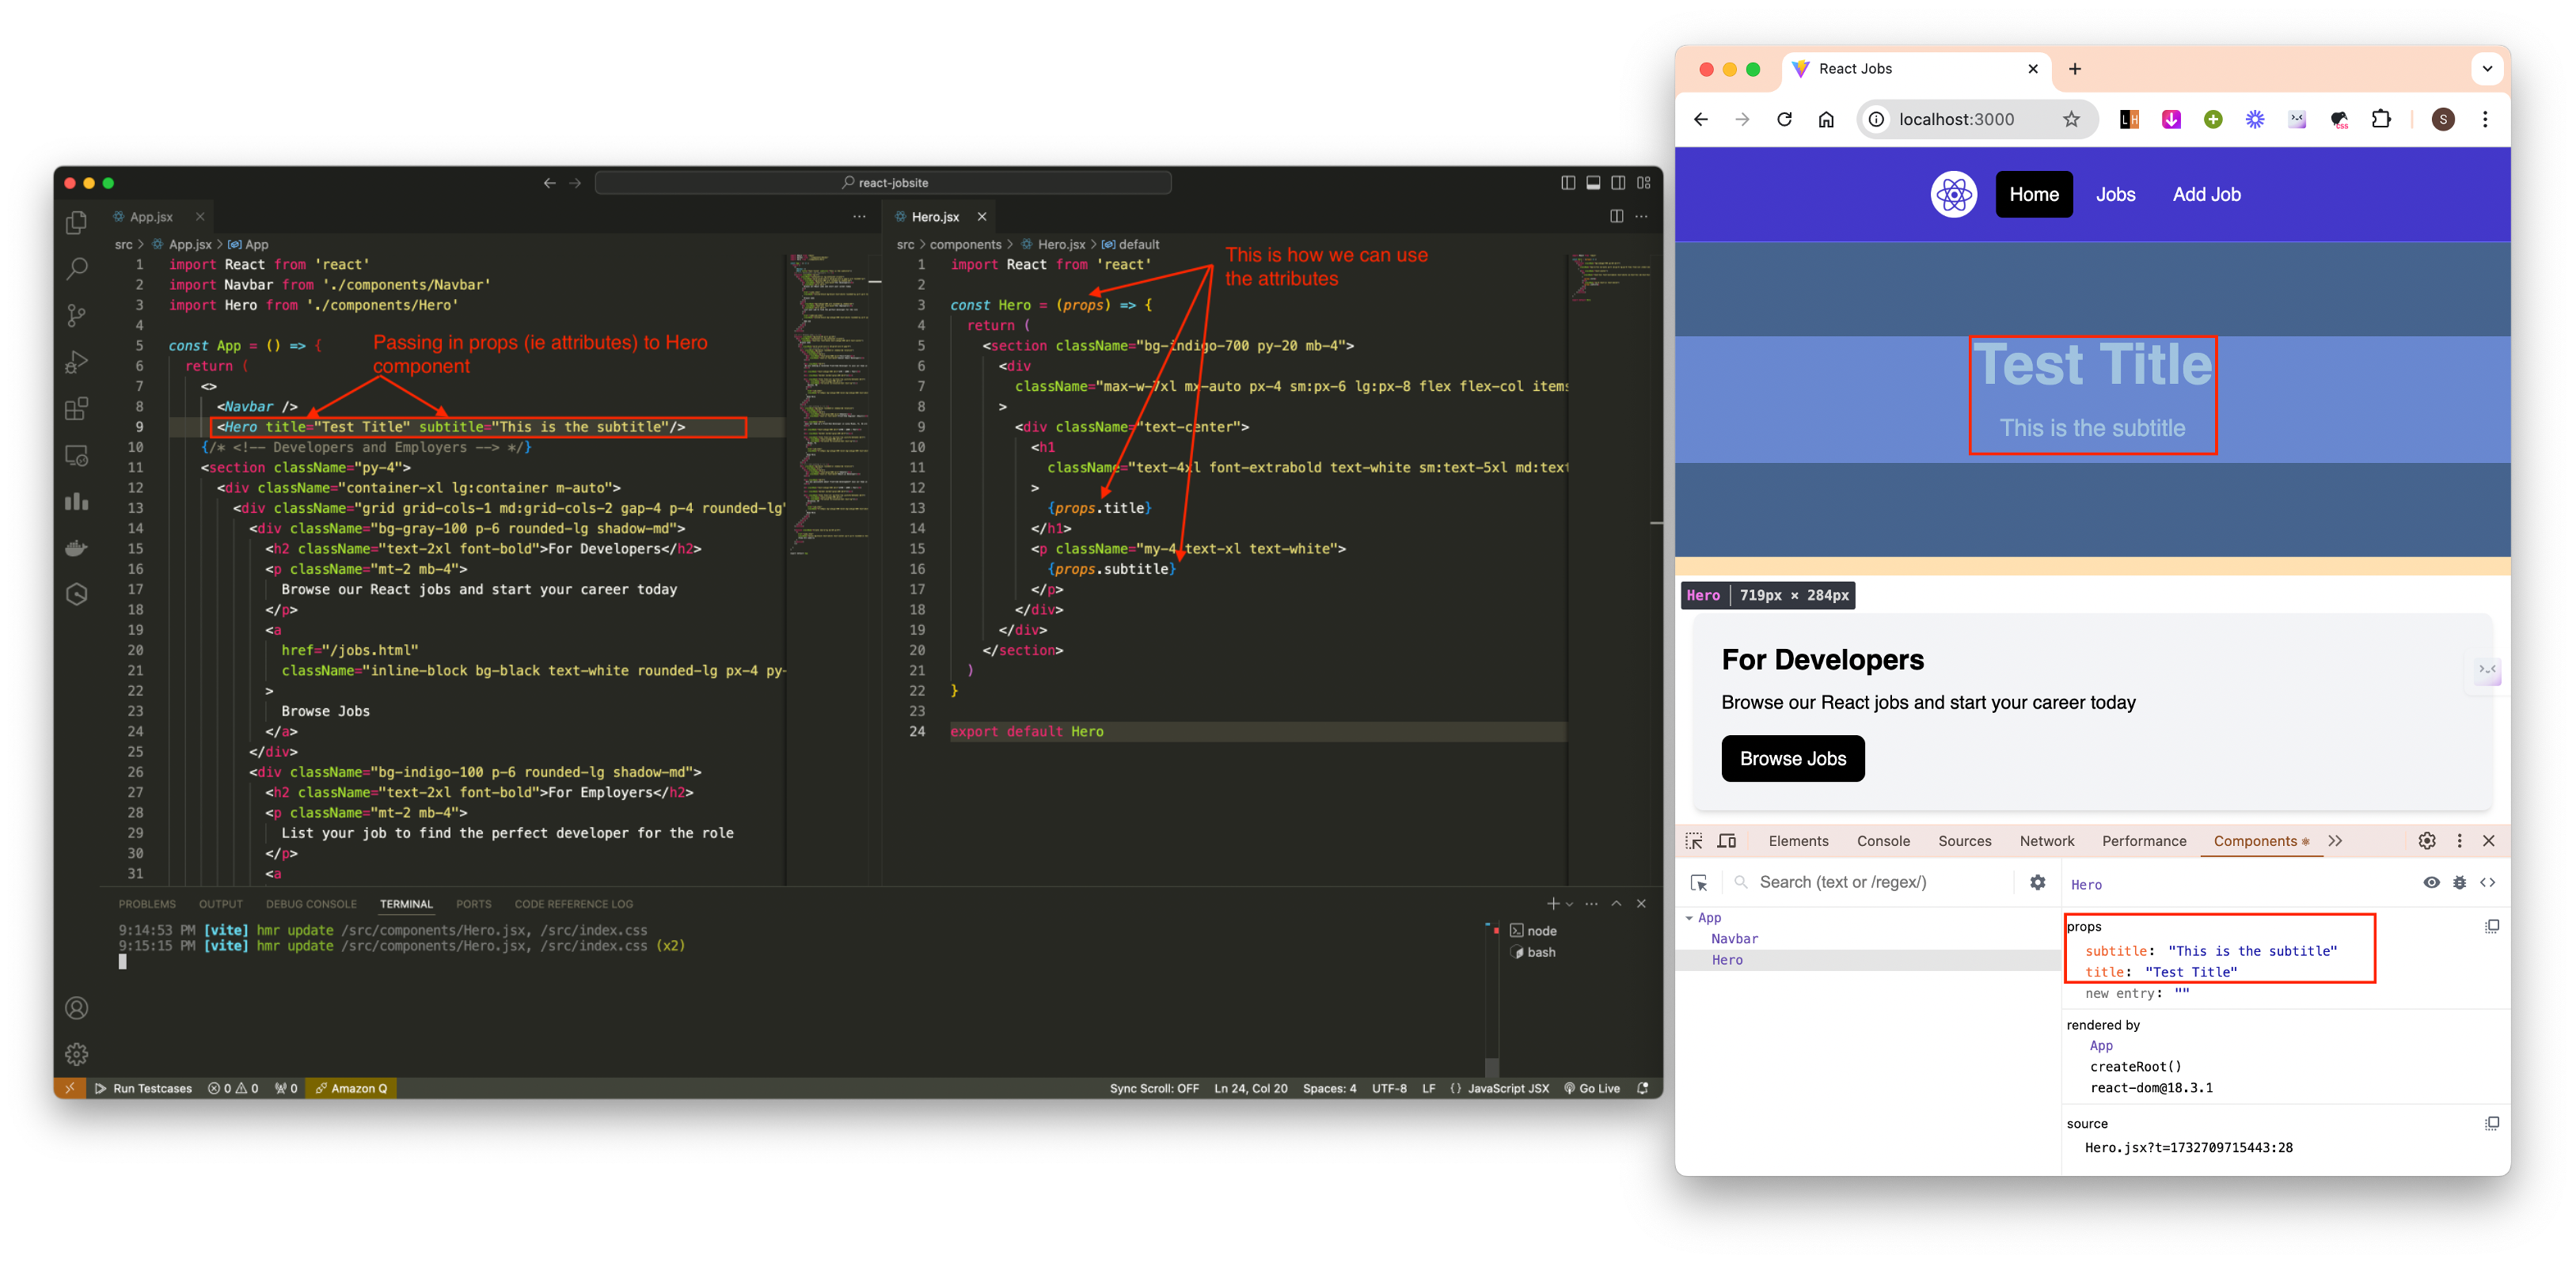 react-jobsite
App.jsx
src > App.jsx > App
1 import React from 'react'
2 import Navbar from './components/Navbar'
3 import Hero from './components/Hero'
4
5 const App = () => {
Passing in props (ie attributes) to Hero
component
6 return (
7 <>
8 <Navbar />
9 <Hero title="Test Title" subtitle="This is the subtitle"/>
10 {/* <!-- Developers and Employers --> */}
11 <section className="py-4">
12 <div className="container-xl lg:container m-auto">
13 <div className="grid grid-cols-1 md:grid-cols-2 gap-4 p-4 rounded-lg"
14 <div className="bg-gray-100 p-6 rounded-lg shadow-md">
15 <h2 className="text-2xl font-bold">For Developers</h2>
16 <p className="mt-2 mb-4">
17 Browse our React jobs and start your career today
18 </p>
19 <a
20 href="/jobs.html"
21 className="inline-block bg-black text-white rounded-lg px-4 py-
22 >
23 Browse Jobs
24 </a>
25 </div>
26 <div className="bg-indigo-100 p-6 rounded-lg shadow-md">
27 <h2 className="text-2xl font-bold">For Employers</h2>
28 <p className="mt-2 mb-4">
29 List your job to find the perfect developer for the role
30 </p>
31 <a
Hero.jsx
src > components > Hero.jsx > default
This is how we can use
the attributes
1 import React from 'react'
2
3 const Hero = (props) => {
4 return (
5 <section className="bg-indigo-700 py-20 mb-4">
6 <div
7 className="max-w-7xl mx-auto px-4 sm:px-6 lg:px-8 flex flex-col items
8 >
9 <div className="text-center">
10 <h1
11 className="text-4xl font-extrabold text-white sm:text-5xl md:text
12 >
13 {props.title}
14 </h1>
15 <p className="my-4 text-xl text-white">
16 {props.subtitle}
17 </p>
18 </div>
19 </div>
20 </section>
21 )
22 }
23
24 export default Hero
PROBLEMS OUTPUT DEBUG CONSOLE TERMINAL PORTS CODE REFERENCE LOG
9:14:53 PM [vite] hmr update /src/components/Hero.jsx, /src/index.css
9:15:15 PM [vite] hmr update /src/components/Hero.jsx, /src/index.css (x2)
node
bash
Run Testcases 0 0 0 Amazon Q Sync Scroll: OFF Ln 24, Col 20 Spaces: 4 UTF-8 LF {} JavaScript JSX Go Live
React Jobs
localhost:3000
LH
css
S
Home Jobs Add Job
Test Title
This is the subtitle
Hero | 719px × 284px
For Developers
Browse our React jobs and start your career today
Browse Jobs
Elements Console Sources Network Performance Components
Search (text or /regex/)
App
Navbar
Hero
Hero
props
subtitle: "This is the subtitle"
title: "Test Title"
new entry: ""
rendered by
App
createRoot()
react-dom@18.3.1
source
Hero.jsx?t=1732709715443:28